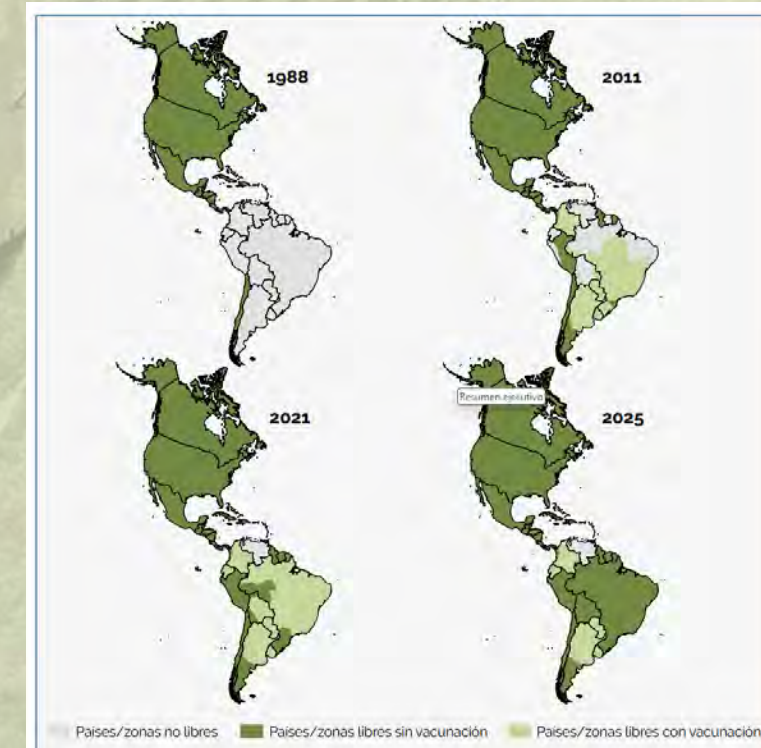 1988
2011
2021
Resumen ejecutivo
2025
Países/zonas no libres
Países/zonas libres sin vacunación
Países/zonas libres con vacunación